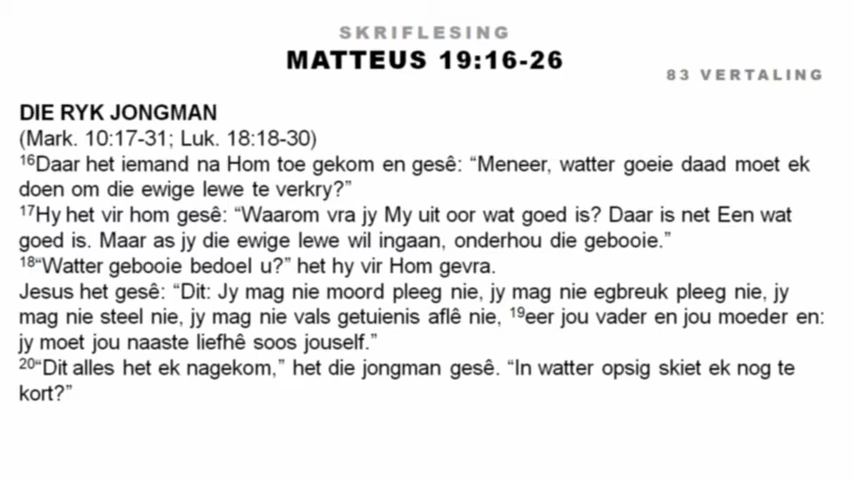 SKRIFLESING
MATTEUS 19:16-26
83 VERTALING
DIE RYK JONGMAN
(Mark. 10:17-31; Luk. 18:18-30)
16Daar het iemand na Hom toe gekom en gesê: “Meneer, watter goeie daad moet ek
doen om die ewige lewe te verkry?”
17Hy het vir hom gesê: “Waarom vra jy My uit oor wat goed is? Daar is net Een wat
goed is. Maar as jy die ewige lewe wil ingaan, onderhou die gebooie.”
18“Watter gebooie bedoel u?” het hy vir Hom gevra.
Jesus het gesê: “Dit: Jy mag nie moord pleeg nie, jy mag nie egbreuk pleeg nie, jy
mag nie steel nie, jy mag nie vals getuienis aflê nie, 19eer jou vader en jou moeder en:
jy moet jou naaste liefhê soos jouself.”
20“Dit alles het ek nagekom,” het die jongman gesê. “In watter opsig skiet ek nog te
kort?”